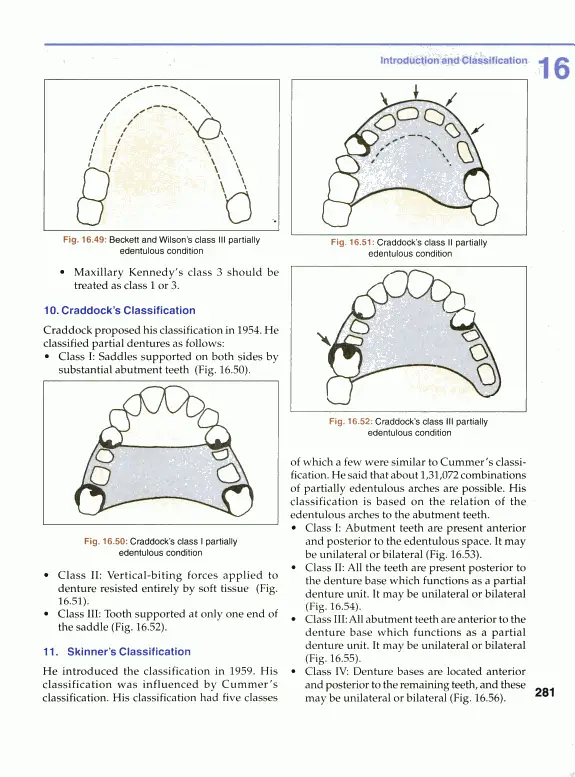 Introduction and Classification
16
Fig. 16.49: Beckett and Wilson's class III partially
edentulous condition
• Maxillary Kennedy's class 3 should be
treated as class 1 or 3.
10. Craddock's Classification
Craddock proposed his classification in 1954. He
classified partial dentures as follows:
• Class I: Saddles supported on both sides by
substantial abutment teeth (Fig. 16.50).
Fig. 16.50: Craddock's class I partially
edentulous condition
• Class II: Vertical-biting forces applied to
denture resisted entirely by soft tissue (Fig.
16.51).
• Class III: Tooth supported at only one end of
the saddle (Fig. 16.52).
11. Skinner's Classification
He introduced the classification in 1959. His
classification was influenced by Cummer's
classification. His classification had five classes
Fig. 16.51: Craddock's class II partially
edentulous condition
Fig. 16.52: Craddock's class III partially
edentulous condition
of which a few were similar to Cummer's classi-
fication. He said that about 1,31,072 combinations
of partially edentulous arches are possible. His
classification is based on the relation of the
edentulous arches to the abutment teeth.
• Class I: Abutment teeth are present anterior
and posterior to the edentulous space. It may
be unilateral or bilateral (Fig. 16.53).
• Class II: All the teeth are present posterior to
the denture base which functions as a partial
denture unit. It may be unilateral or bilateral
(Fig. 16.54).
• Class III: All abutment teeth are anterior to the
denture base which functions as a partial
denture unit. It may be unilateral or bilateral
(Fig. 16.55).
• Class IV: Denture bases are located anterior
and posterior to the remaining teeth, and these
may be unilateral or bilateral (Fig. 16.56).
281